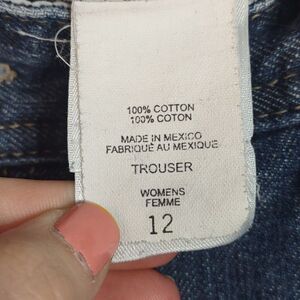 100% COTTON
100% COTON
MADE IN MEXICO
FABRIQUÉ AU MEXIQUE
TROUSER
WOMENS
FEMME
12